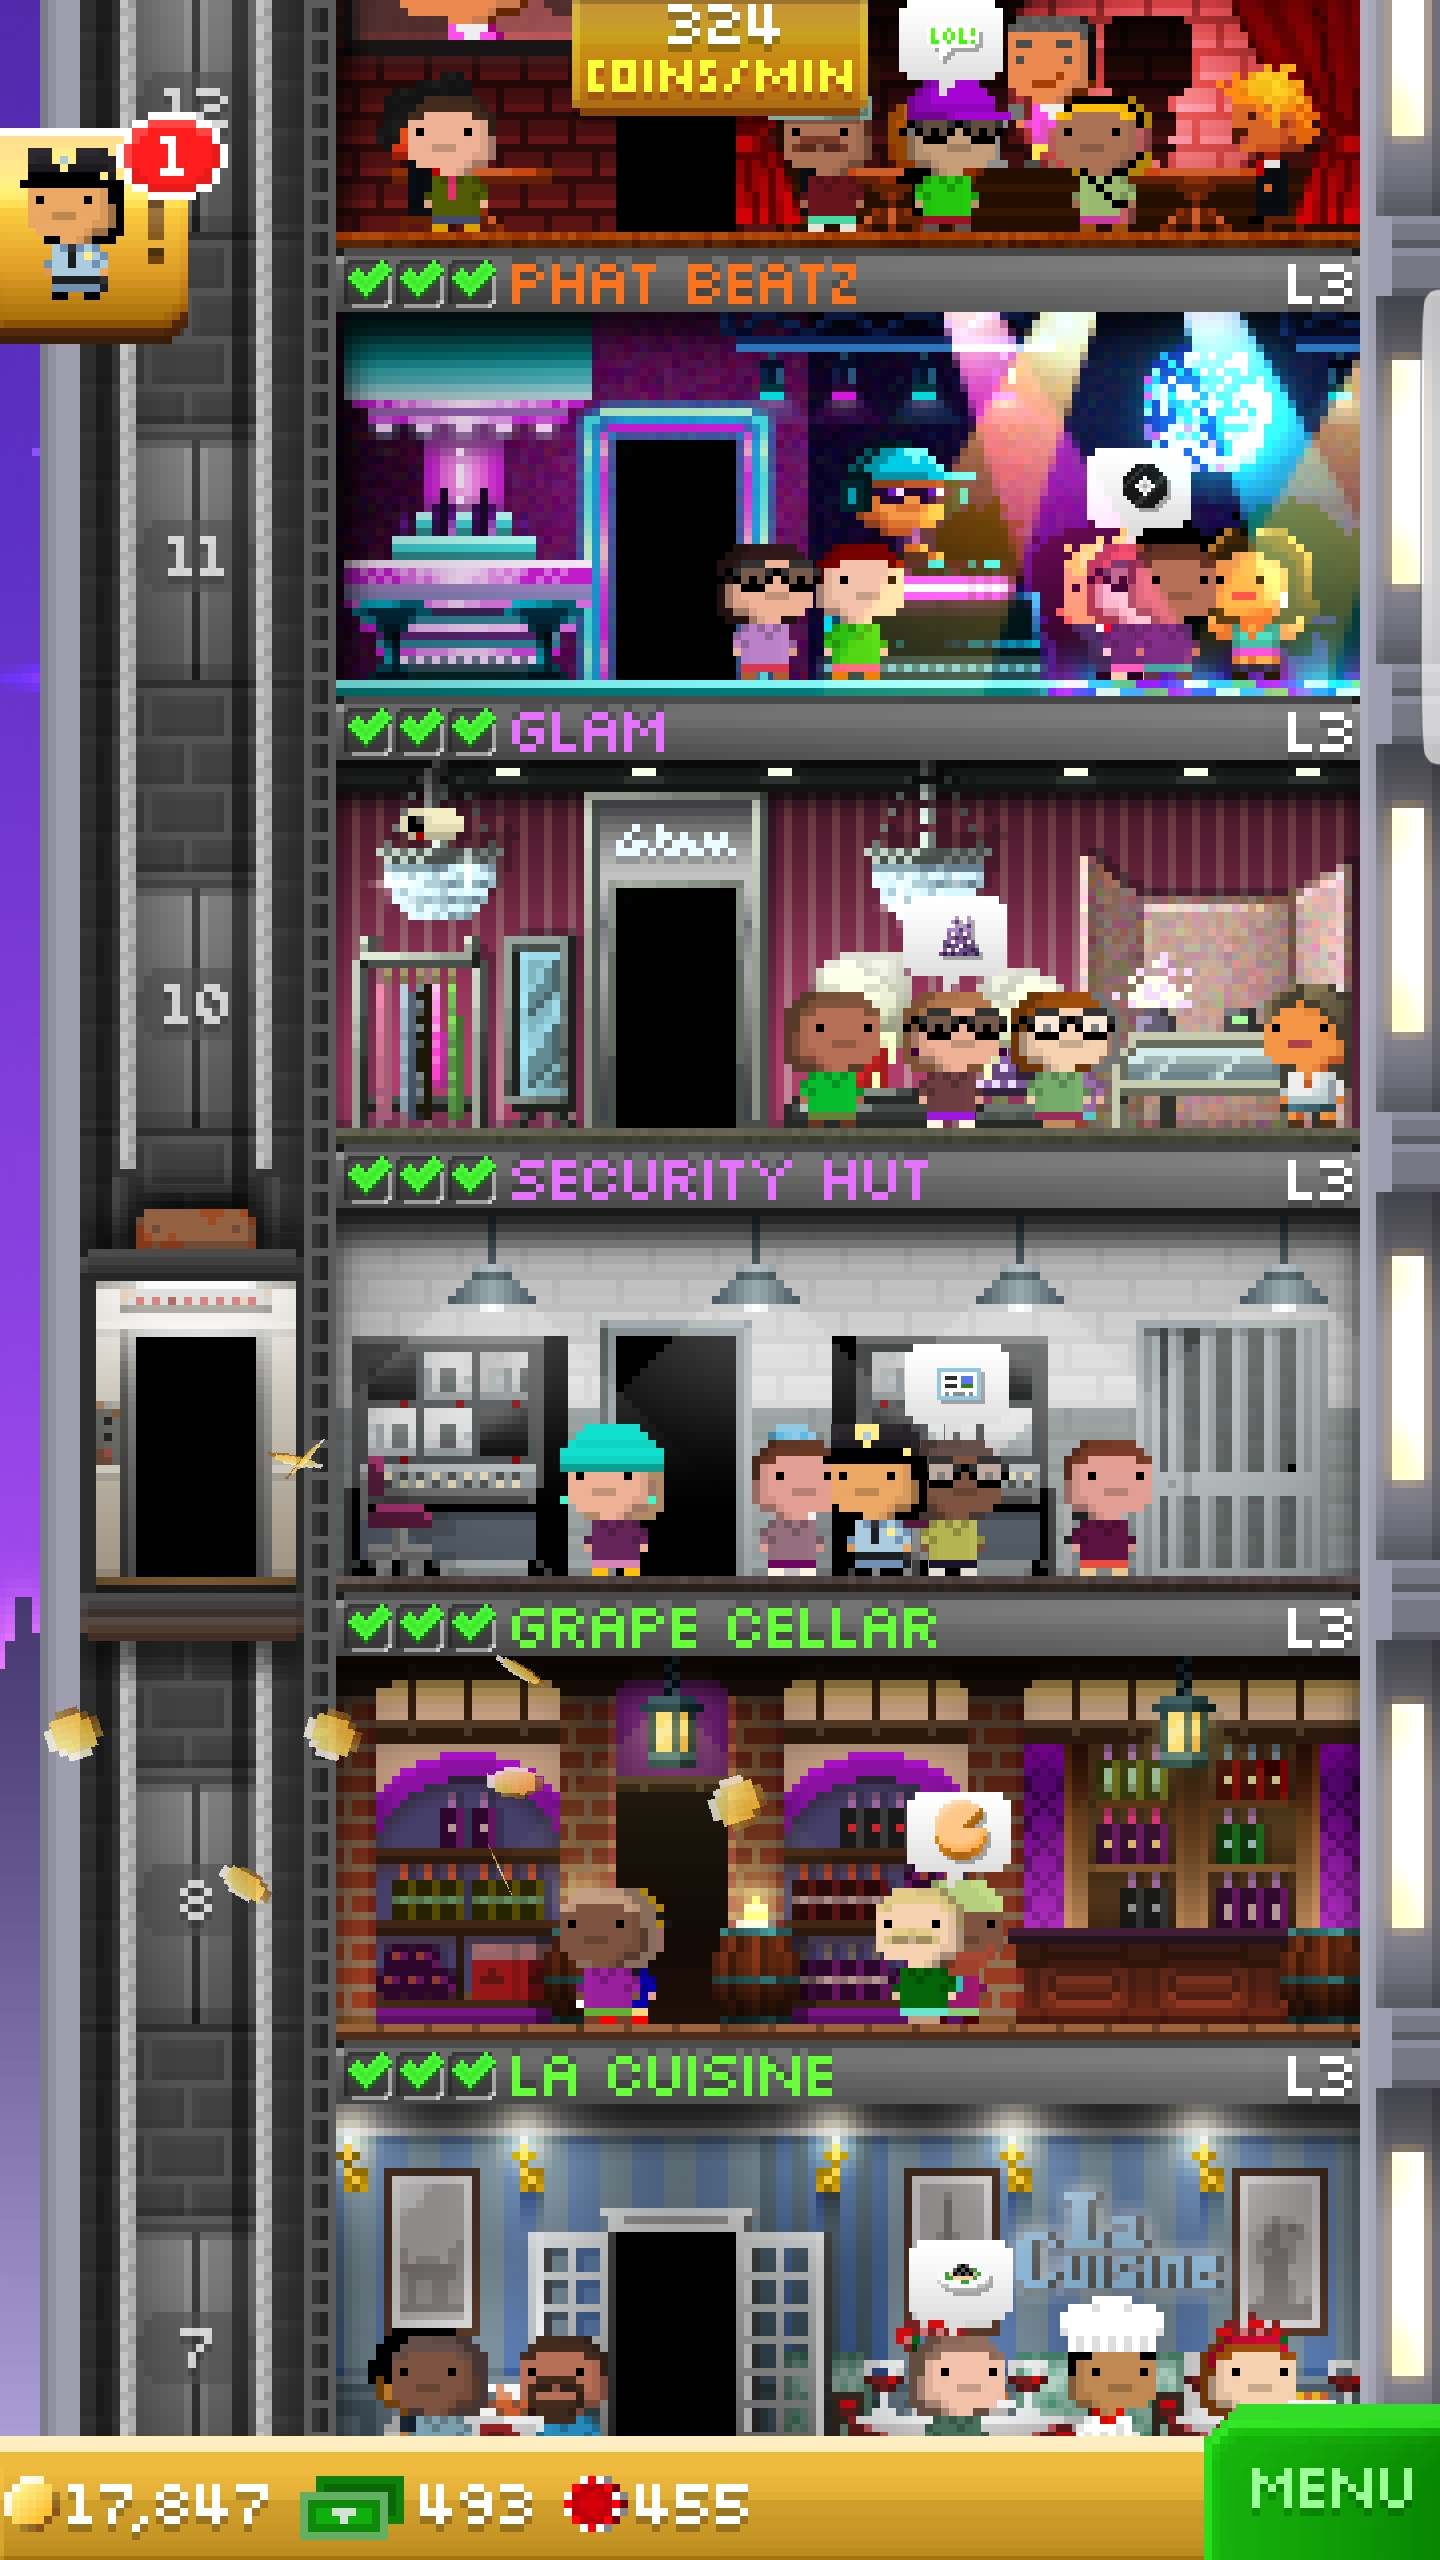 324
COINS/MIN
LOL!
12
1
!
PHAT BEATZ L3
11
GLAM L3
Glam
10
SECURITY HUT L3
GRAPE CELLAR L3
8
LA CUISINE L3
La
Cuisine
7
17,847 493 455
MENU